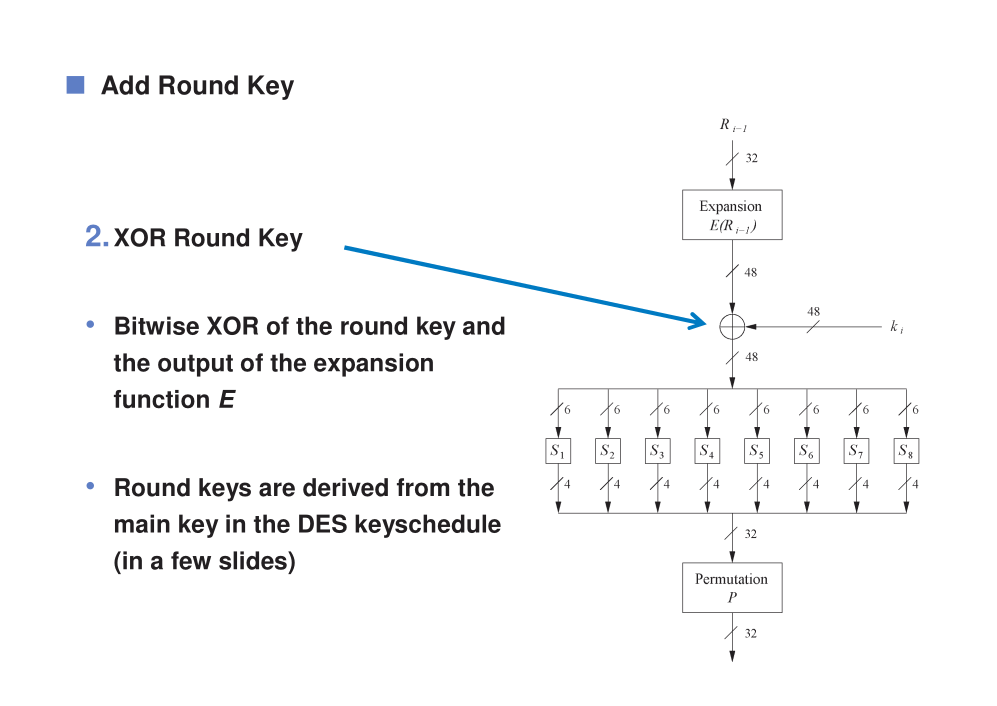 ■ Add Round Key
2. XOR Round Key
• Bitwise XOR of the round key and
the output of the expansion
function E
• Round keys are derived from the
main key in the DES keyschedule
(in a few slides)
R i−1
32
Expansion
E(R i−1)
48
48
k i
48
6 6 6 6 6 6 6 6
S1 S2 S3 S4 S5 S6 S7 S8
4 4 4 4 4 4 4 4
32
Permutation
P
32